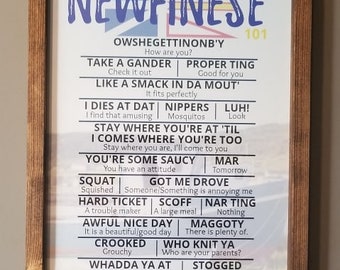 NEWFINESE
101
OWSHEGETTINONB'Y
How are you?
TAKE A GANDER | PROPER TING
Check it out | Good for you
LIKE A SMACK IN DA MOUT'
It fits perfectly
I DIES AT DAT | NIPPERS | LUH!
I find that amusing | Mosquitos | Look
STAY WHERE YOU'RE AT 'TIL
I COMES WHERE YOU'RE TOO
Stay where you are, I'll come to you
YOU'RE SOME SAUCY | MAR
You have an attitude | Tomorrow
SQUAT | GOT ME DROVE
Squished | Someone/Something is annoying me
HARD TICKET | SCOFF | NAR TING
A trouble maker | A large meal | Nothing
AWFUL NICE DAY | MAGGOTY
It is a beautiful/good day | There is plenty of.
CROOKED | WHO KNIT YA
Grouchy | Who are your parents?
WHADDA YA AT | STOGGED